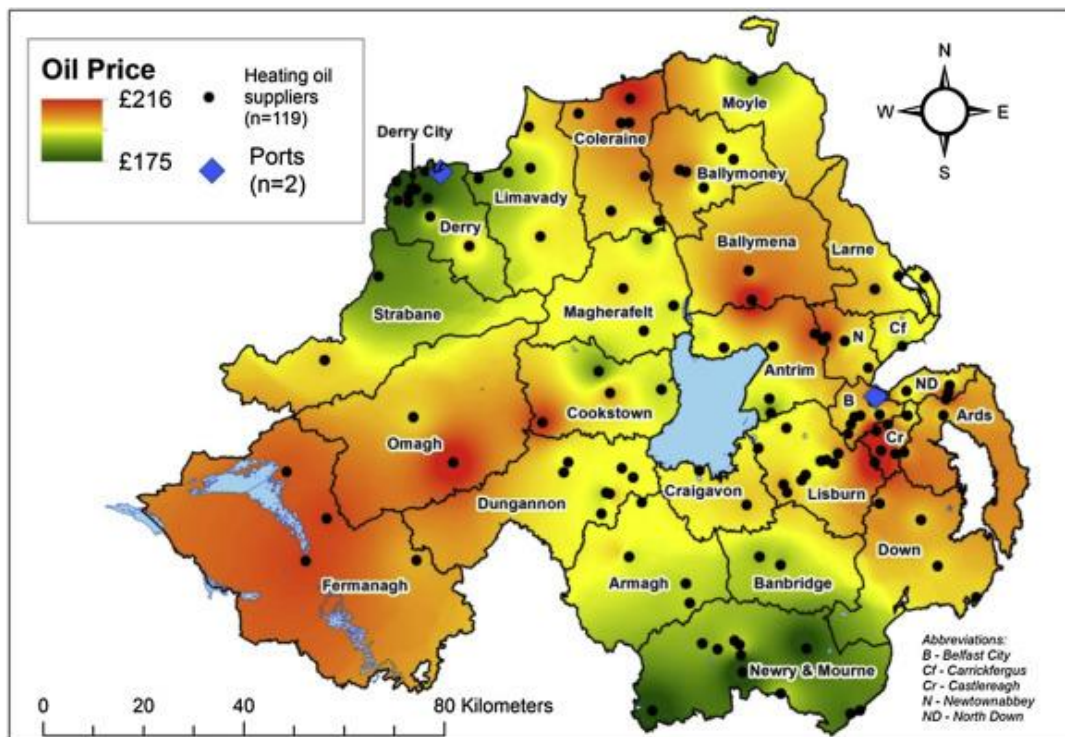 Oil Price
£216
£175
Heating oil
suppliers
(n=119)
Ports
(n=2)
N
W
E
S
Derry City
Moyle
Coleraine
Ballymoney
Limavady
Derry
Ballymena
Larne
Strabane
Magherafelt
N
Cf
Antrim
ND
Cookstown
B
Ards
Omagh
Cr
Dungannon
Craigavon
Lisburn
Down
Fermanagh
Armagh
Banbridge
Newry & Mourne
Abbreviations:
B - Belfast City
Cf - Carrickfergus
Cr - Castlereagh
N - Newtownabbey
ND - North Down
0 20 40 80 Kilometers